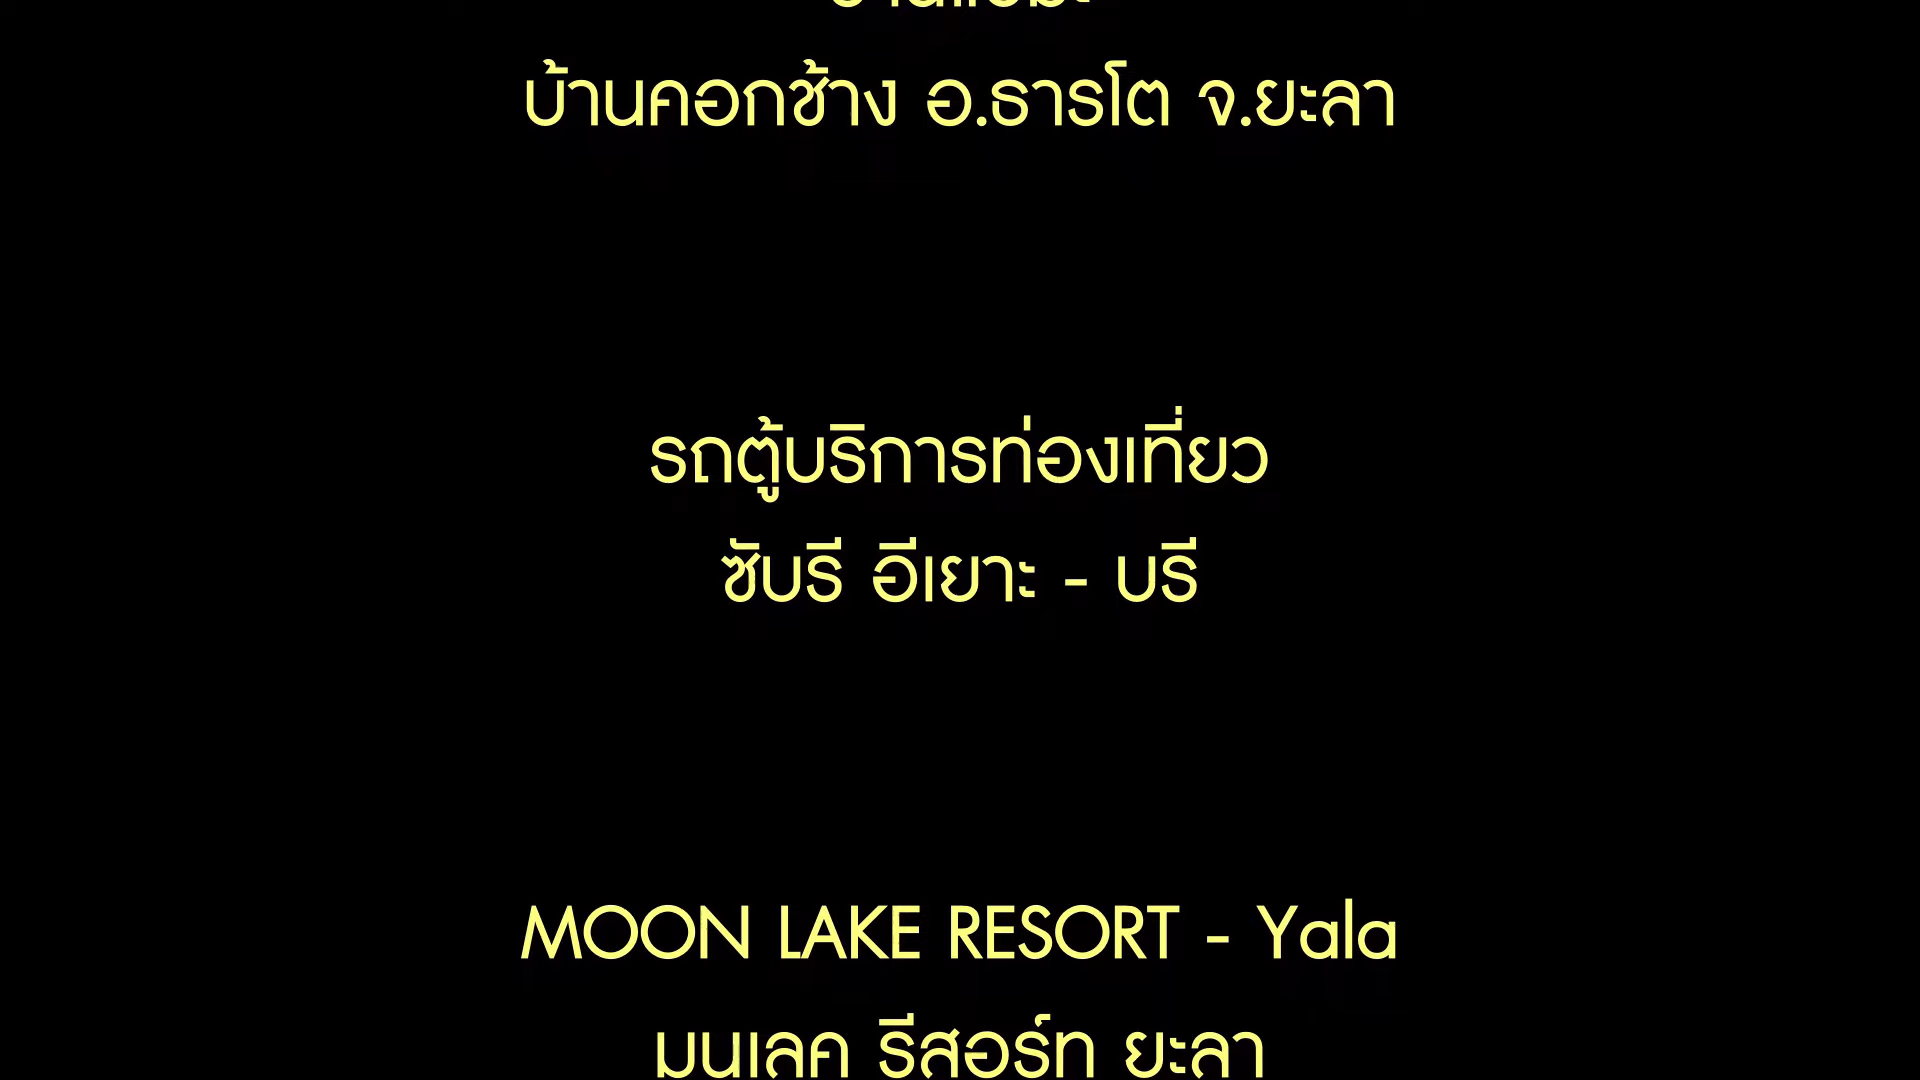 บ้านคอกช้าง อ.ธารโต จ.ยะลา
รถตู้บริการท่องเที่ยว
ซับรี อีเยาะ - บรี
MOON LAKE RESORT - Yala
มูนเลค รีสอร์ท ยะลา